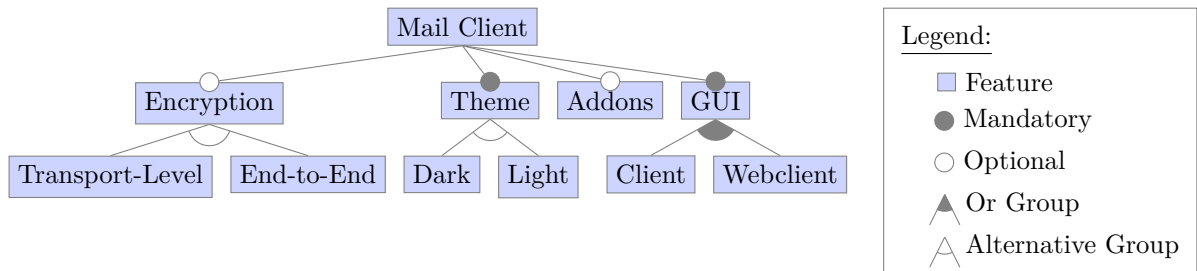 Mail Client
Encryption
Theme
Addons
GUI
Transport-Level
End-to-End
Dark
Light
Client
Webclient
Legend:
Feature
Mandatory
Optional
Or Group
Alternative Group